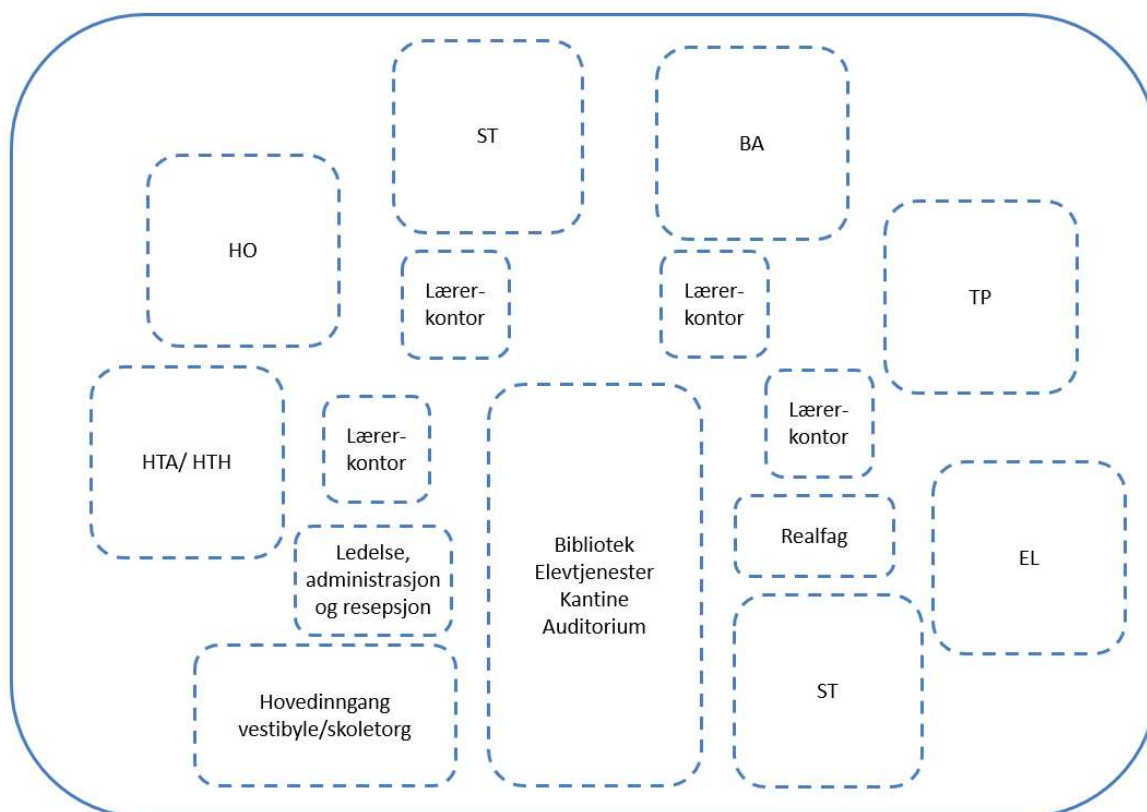 ST
BA
HO
TP
Lærer-
kontor
Lærer-
kontor
HTA/ HTH
Lærer-
kontor
Lærer-
kontor
Realfag
EL
Ledelse,
administrasjon
og resepsjon
Bibliotek
Elevtjenester
Kantine
Auditorium
ST
Hovedinngang
vestibyle/skoletorg